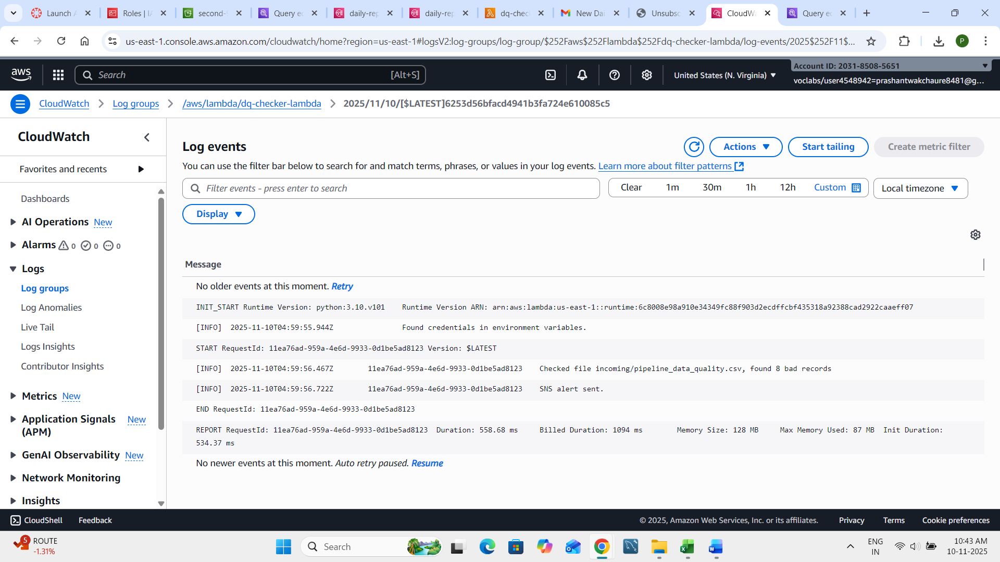 Launch A
Roles | IA
second-
Query ed
daily-rep
daily-rep
dq-chec
New Dai
Unsubsc
CloudWa
Query ed
us-east-1.console.aws.amazon.com/cloudwatch/home?region=us-east-1#logsV2:log-groups/log-group/$252Faws$252Flambda$252Fdq-checker-lambda/log-events/2025$252F11$...
P
aws
Search
[Alt+S]
United States (N. Virginia)
Account ID: 2031-8508-5651
voclabs/user4548942=prashantwakchaure8481@g...
CloudWatch
Log groups
/aws/lambda/dq-checker-lambda
2025/11/10/[$LATEST]6253d56bfacd4941b3fa724e610085c5
CloudWatch
Favorites and recents
Dashboards
AI Operations New
Alarms 0 0 0
Logs
Log groups
Log Anomalies
Live Tail
Logs Insights
Contributor Insights
Metrics New
Application Signals (APM) New
GenAI Observability New
Network Monitoring
Insights
Log events
Actions
Start tailing
Create metric filter
You can use the filter bar below to search for and match terms, phrases, or values in your log events. Learn more about filter patterns
Filter events - press enter to search
Clear 1m 30m 1h 12h Custom
Local timezone
Display
Message
No older events at this moment. Retry
INIT_START Runtime Version: python:3.10.v101 Runtime Version ARN: arn:aws:lambda:us-east-1::runtime:6c8008e98a910e34349fc88f903d2ecdffcbf435318a92388cad2922caaeff07
[INFO] 2025-11-10T04:59:55.944Z Found credentials in environment variables.
START RequestId: 11ea76ad-959a-4e6d-9933-0d1be5ad8123 Version: $LATEST
[INFO] 2025-11-10T04:59:56.467Z 11ea76ad-959a-4e6d-9933-0d1be5ad8123 Checked file incoming/pipeline_data_quality.csv, found 8 bad records
[INFO] 2025-11-10T04:59:56.722Z 11ea76ad-959a-4e6d-9933-0d1be5ad8123 SNS alert sent.
END RequestId: 11ea76ad-959a-4e6d-9933-0d1be5ad8123
REPORT RequestId: 11ea76ad-959a-4e6d-9933-0d1be5ad8123 Duration: 558.68 ms Billed Duration: 1094 ms Memory Size: 128 MB Max Memory Used: 87 MB Init Duration:
534.37 ms
No newer events at this moment. Auto retry paused. Resume
CloudShell
Feedback
© 2025, Amazon Web Services, Inc. or its affiliates.
Privacy
Terms
Cookie preferences
5
ROUTE
-1.31%
Search
ENG
IN
10:43 AM
10-11-2025